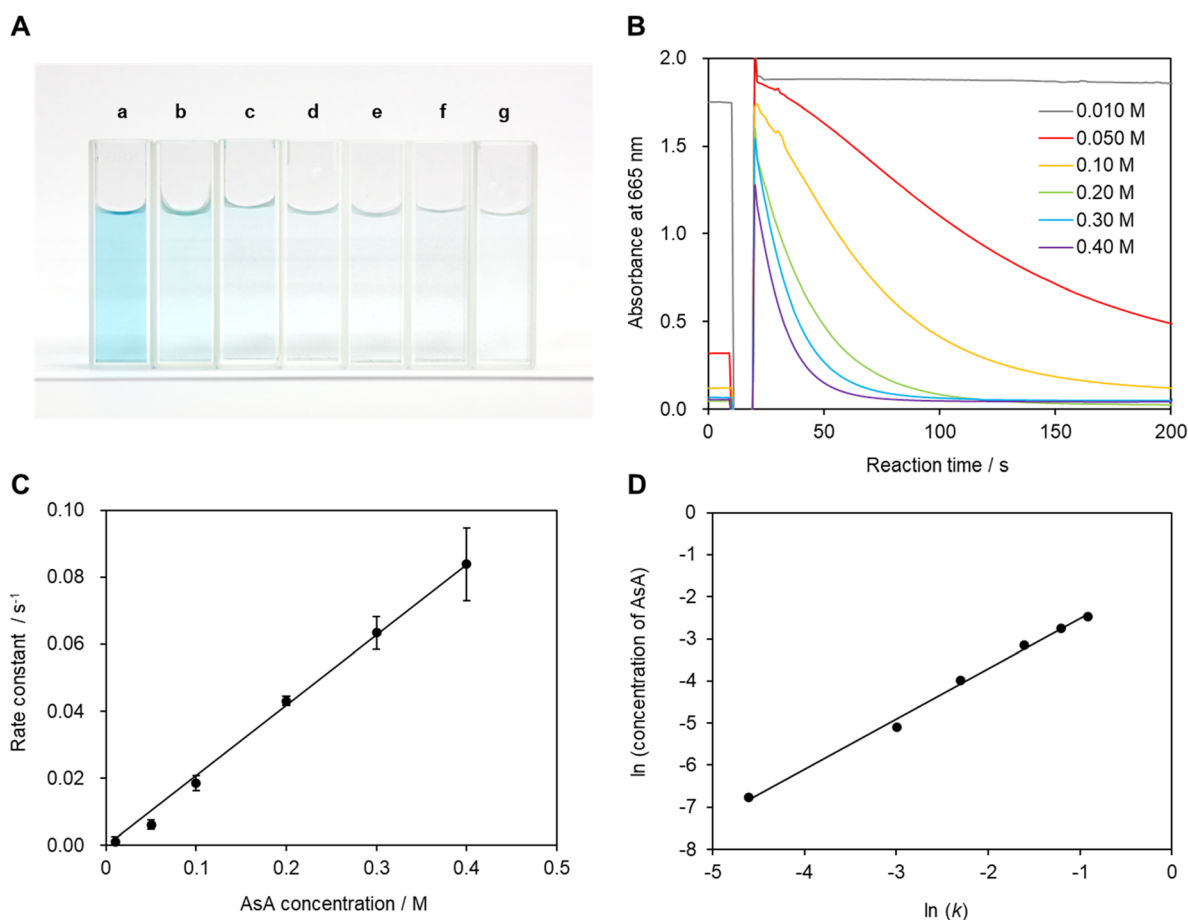 A
a b c d e f g
B
2.0
1.5
1.0
0.5
0.0
0 50 100 150 200
Absorbance at 665 nm
Reaction time / s
0.010 M
0.050 M
0.10 M
0.20 M
0.30 M
0.40 M
C
0.10
0.08
0.06
0.04
0.02
0.00
0 0.1 0.2 0.3 0.4 0.5
Rate constant / s⁻¹
AsA concentration / M
D
0
-1
-2
-3
-4
-5
-6
-7
-8
-5 -4 -3 -2 -1 0
ln (concentration of AsA)
ln (k)